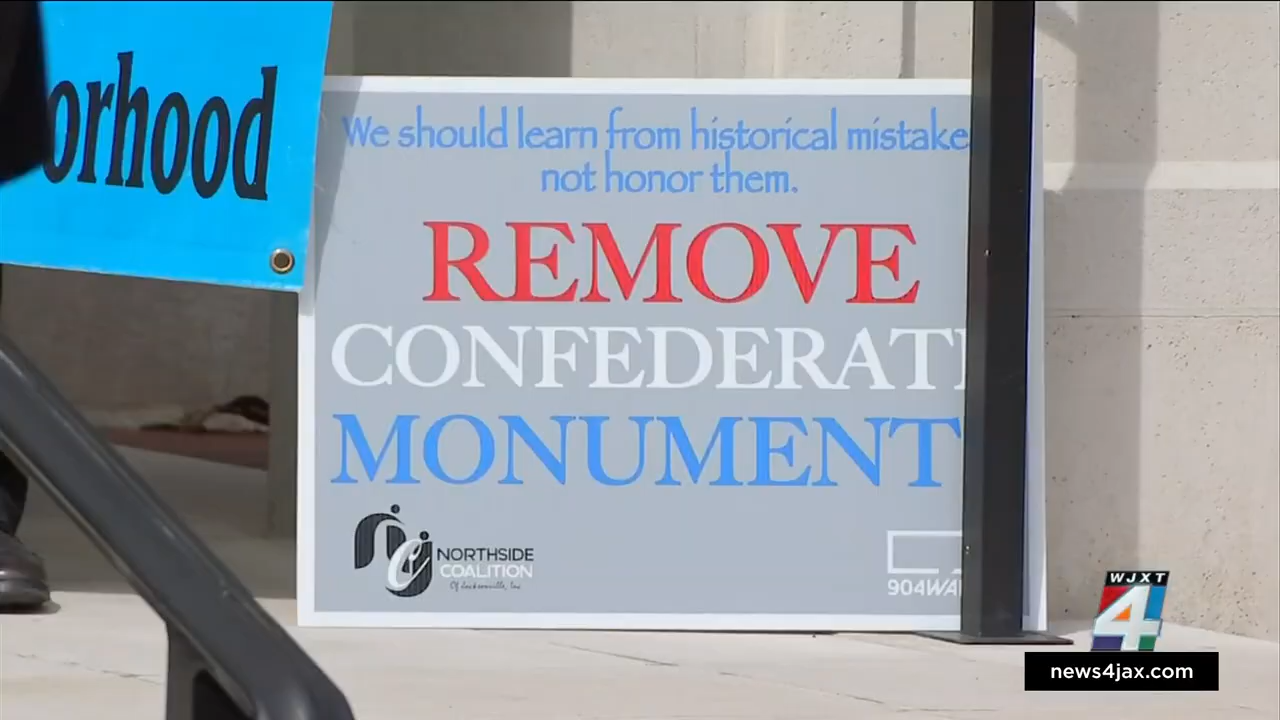 orhood
We should learn from historical mistake
not honor them.
REMOVE
CONFEDERAT
MONUMENT
NORTHSIDE
COALITION
Of Jacksonville, Inc
904WA
WJXT
4
news4jax.com